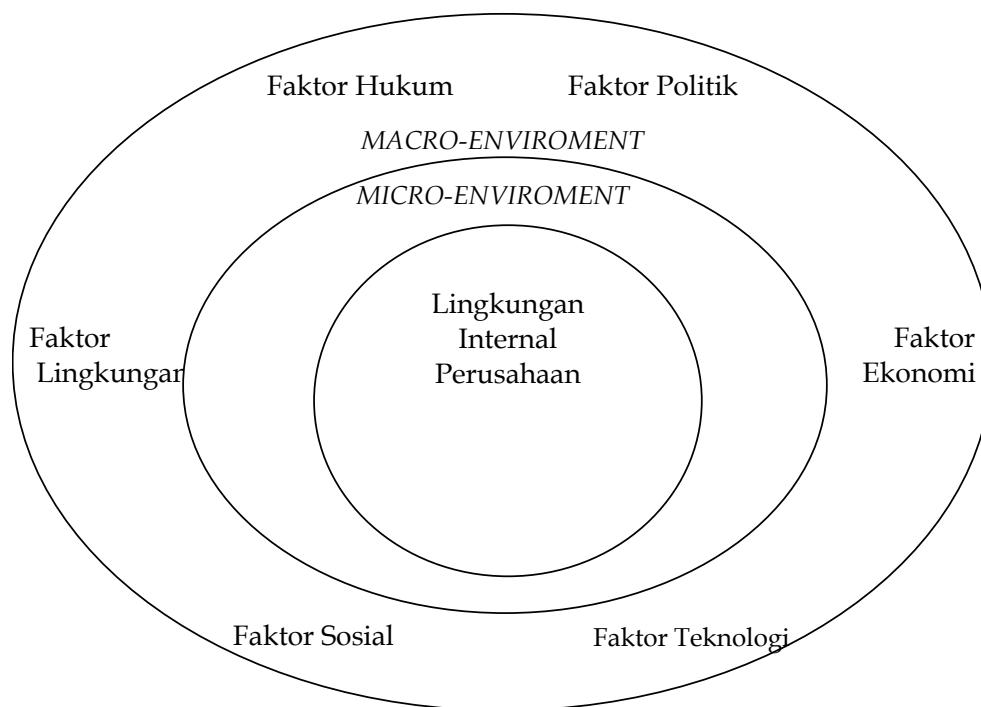 Faktor Hukum
Faktor Politik
MACRO-ENVIROMENT
MICRO-ENVIROMENT
Lingkungan
Internal
Perusahaan
Faktor
Lingkungan
Faktor
Ekonomi
Faktor Sosial
Faktor Teknologi